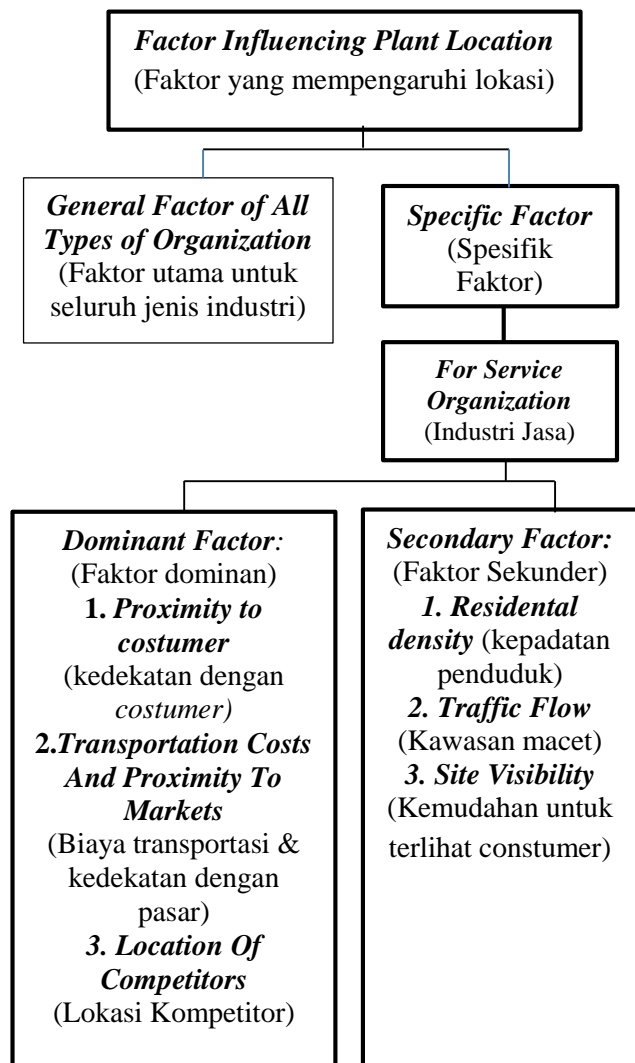 Factor Influencing Plant Location
(Faktor yang mempengaruhi lokasi)
General Factor of All
Types of Organization
(Faktor utama untuk
seluruh jenis industri)
Specific Factor
(Spesifik
Faktor)
For Service
Organization
(Industri Jasa)
Dominant Factor:
(Faktor dominan)
1. Proximity to
costumer
(kedekatan dengan
costumer)
2.Transportation Costs
And Proximity To
Markets
(Biaya transportasi &
kedekatan dengan
pasar)
3. Location Of
Competitors
(Lokasi Kompetitor)
Secondary Factor:
(Faktor Sekunder)
1. Residental
density (kepadatan
penduduk)
2. Traffic Flow
(Kawasan macet)
3. Site Visibility
(Kemudahan untuk
terlihat constumer)